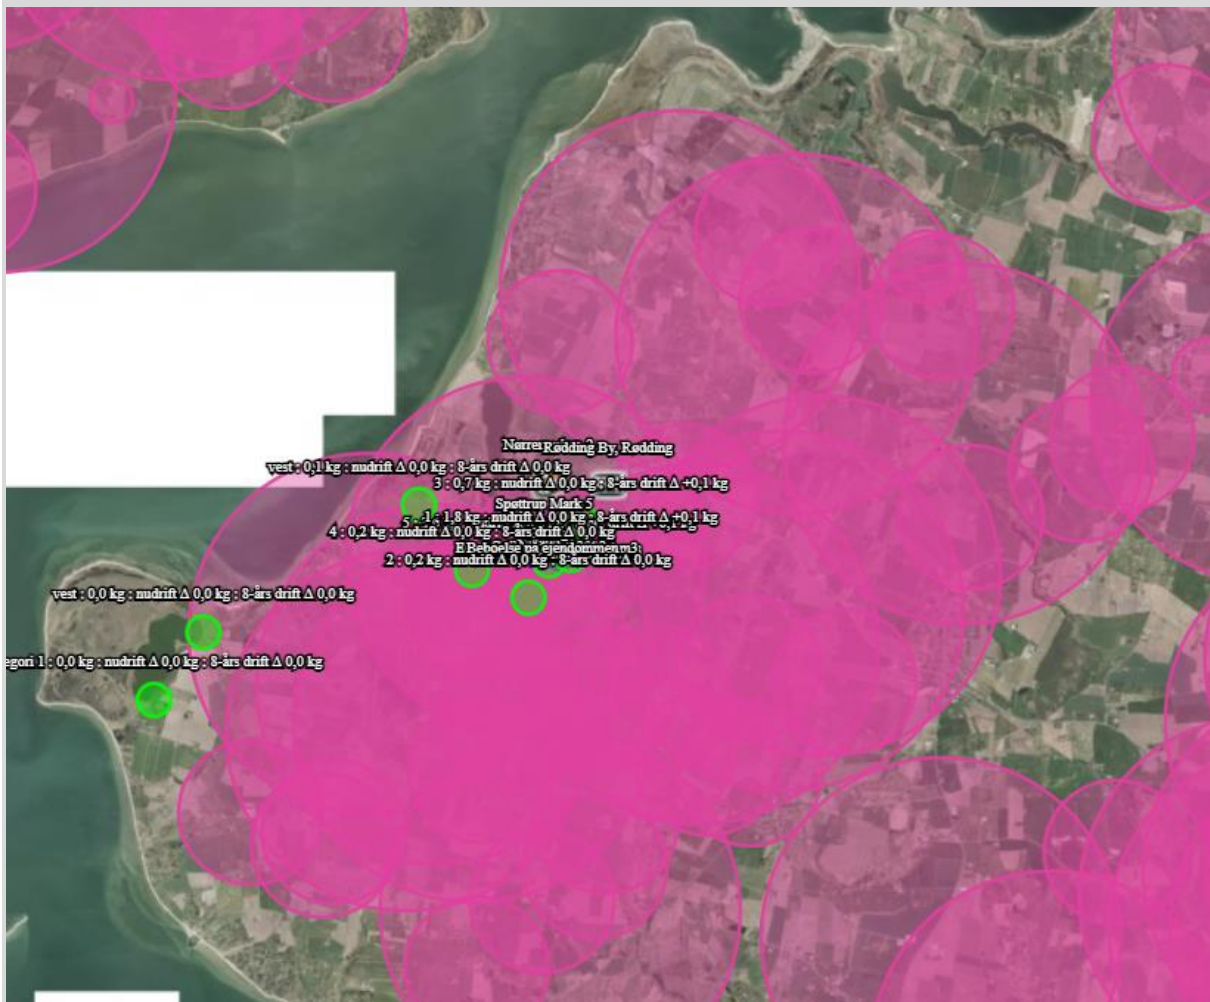 Rødding By, Rødding
vest : 0,1 kg : nudrift Δ 0,0 kg : 8-års drift Δ 0,0 kg
3 : 0,7 kg : nudrift Δ 0,0 kg : 8-års drift Δ +0,1 kg
Spøttrup Mark 5
1 : 1,8 kg : nudrift Δ 0,0 kg : 8-års drift Δ +0,1 kg
4 : 0,2 kg : nudrift Δ 0,0 kg : 8-års drift Δ 0,0 kg
Beboelse på ejendommen
2 : 0,2 kg : nudrift Δ 0,0 kg : 8-års drift Δ 0,0 kg
vest : 0,0 kg : nudrift Δ 0,0 kg : 8-års drift Δ 0,0 kg
egori 1 : 0,0 kg : nudrift Δ 0,0 kg : 8-års drift Δ 0,0 kg